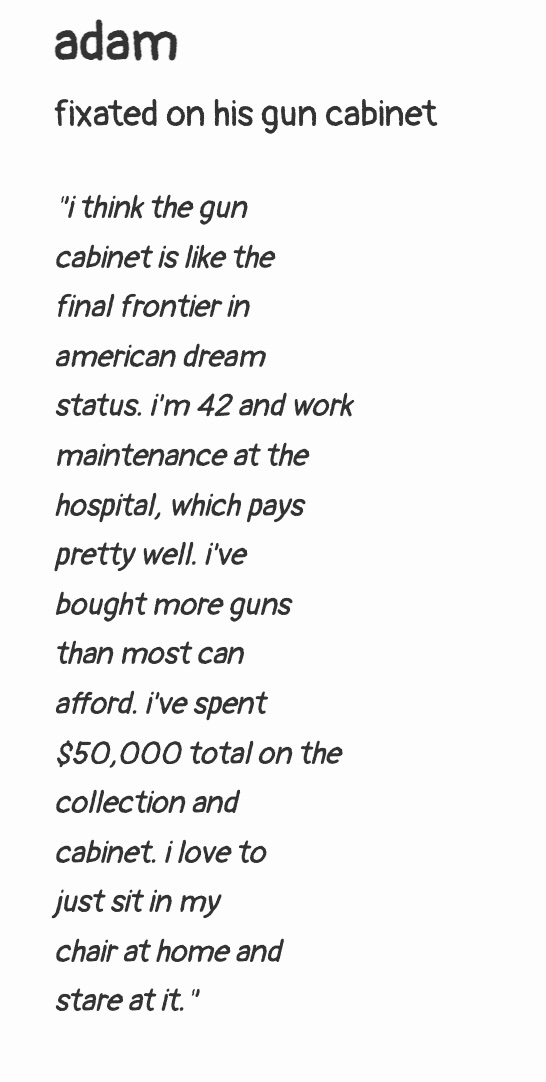 adam
fixated on his gun cabinet
"i think the gun
cabinet is like the
final frontier in
american dream
status. i'm 42 and work
maintenance at the
hospital, which pays
pretty well. i've
bought more guns
than most can
afford. i've spent
$50,000 total on the
collection and
cabinet. i love to
just sit in my
chair at home and
stare at it."